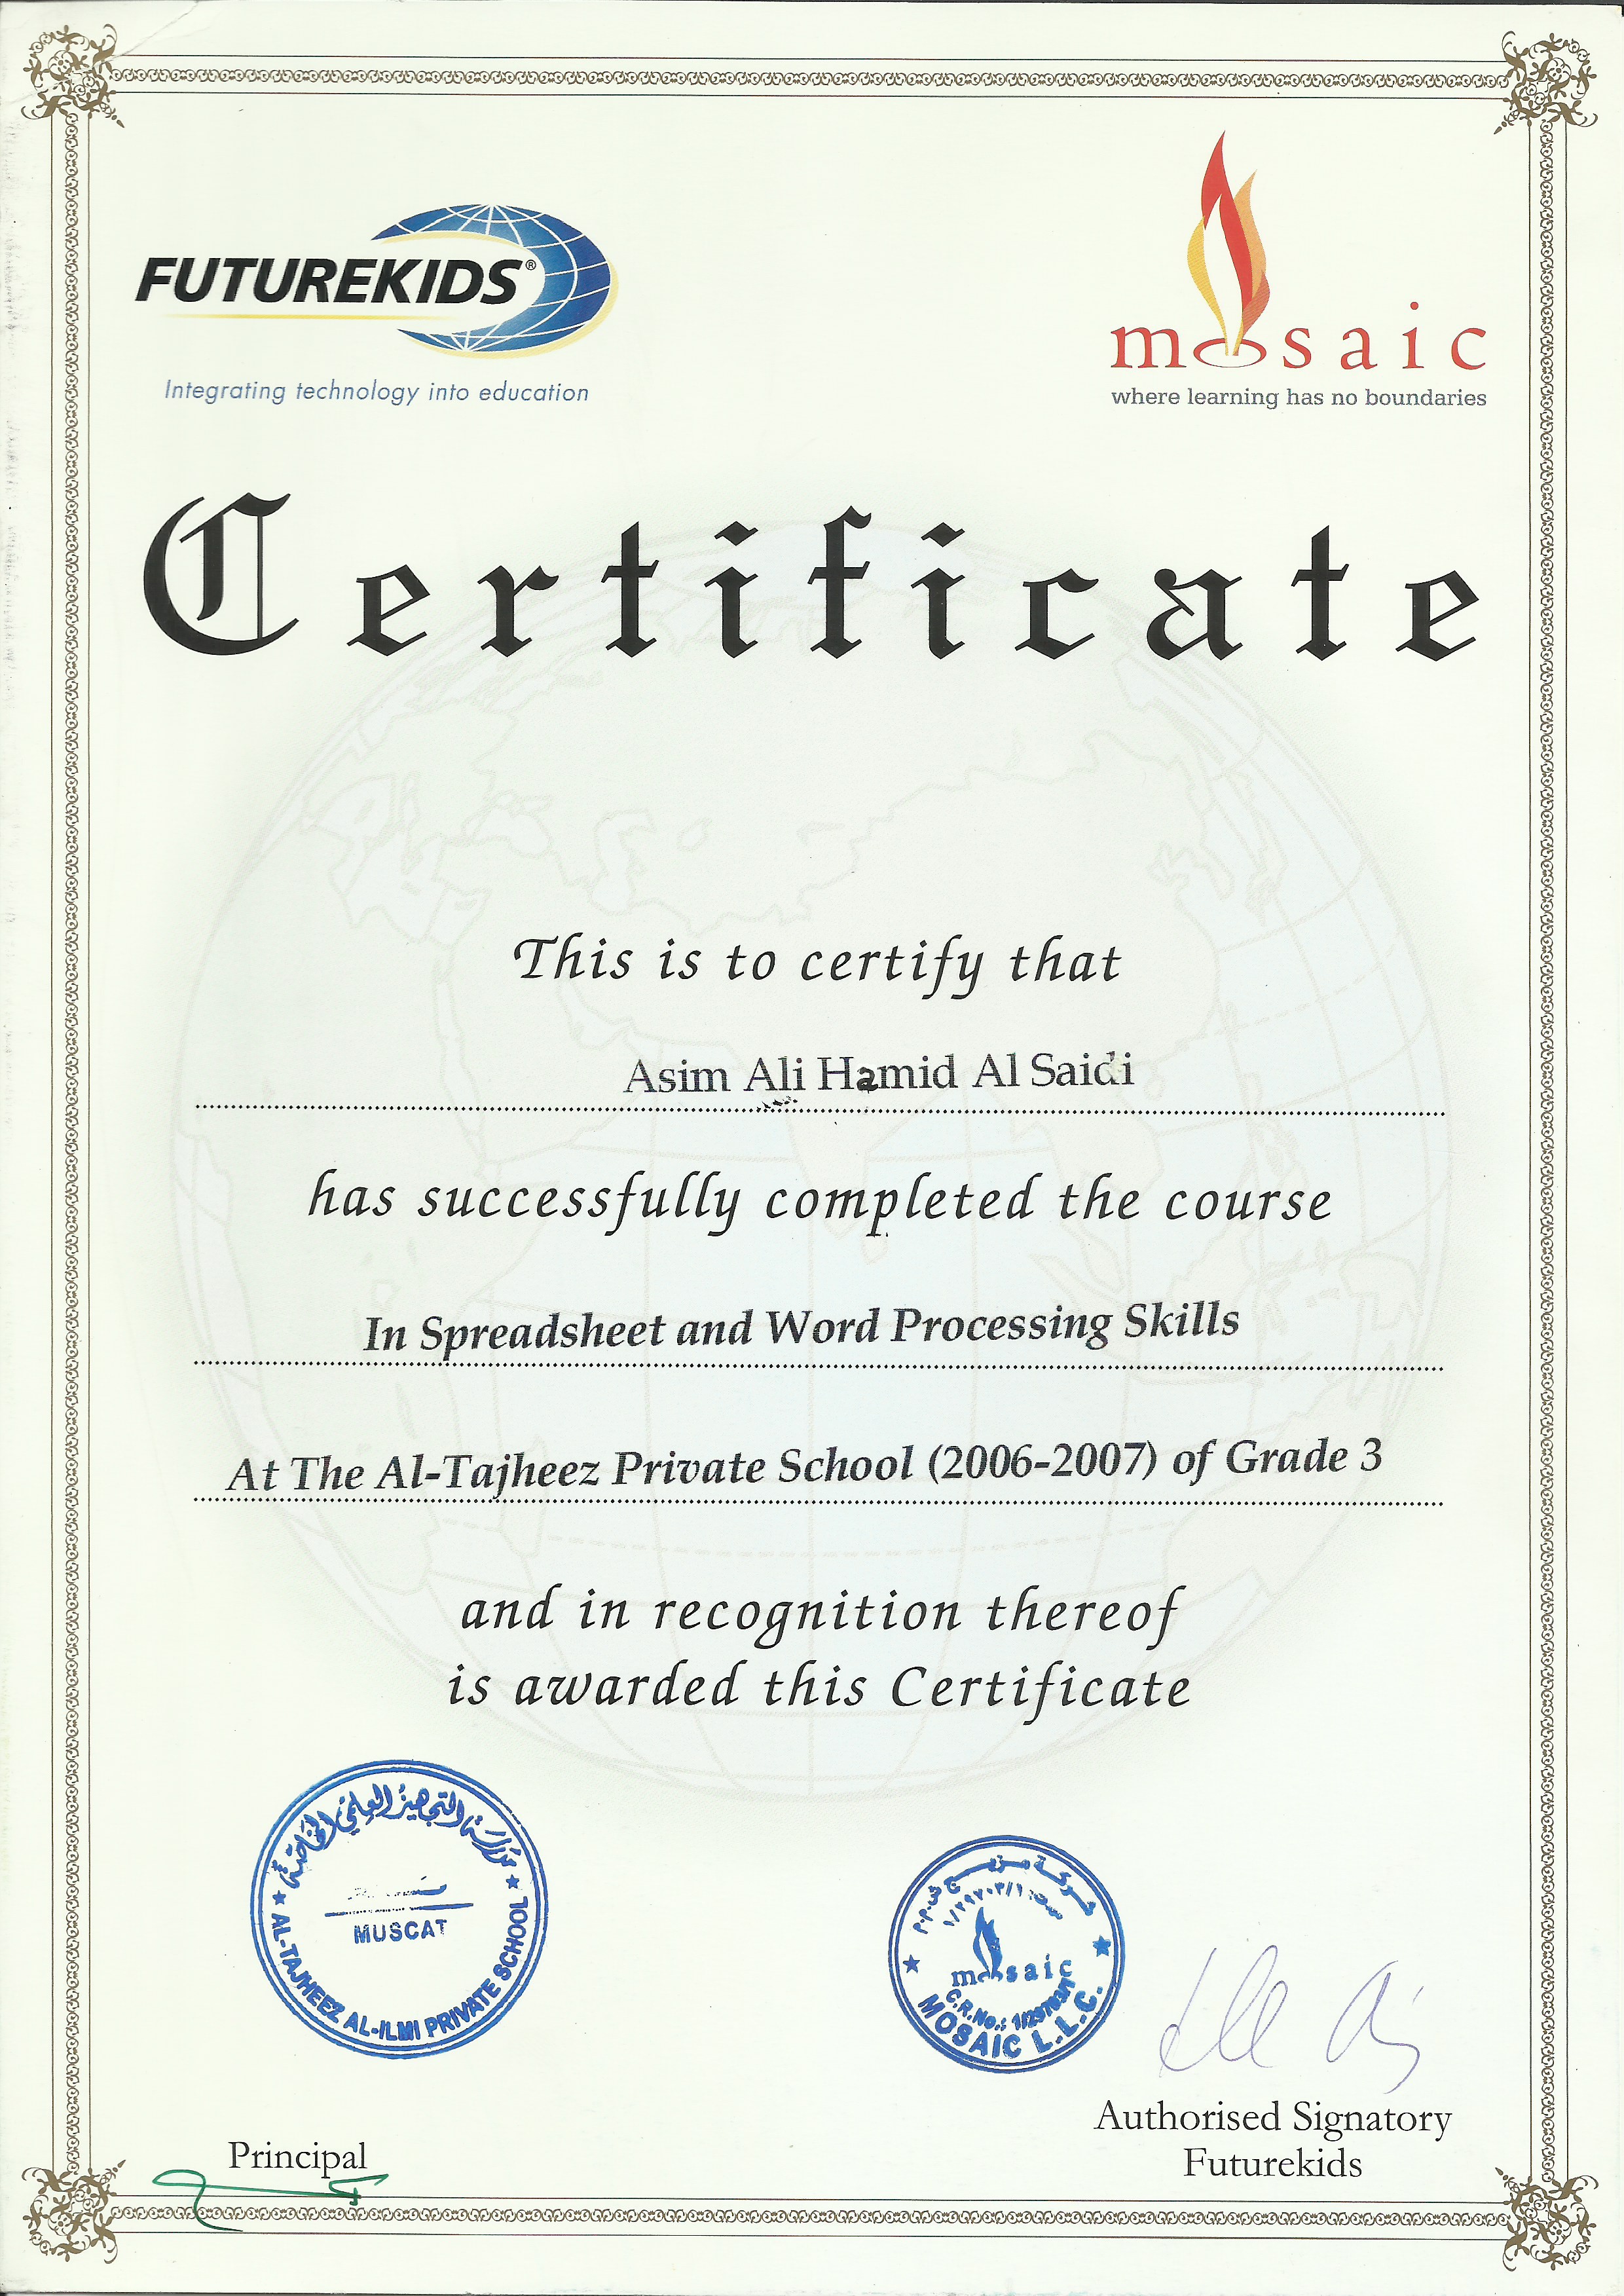 FUTUREKIDS®
Integrating technology into education
mosaic
where learning has no boundaries
Certificate
This is to certify that
Asim Ali Hamid Al Saidi
has successfully completed the course
In Spreadsheet and Word Processing Skills
At The Al-Tajheez Private School (2006-2007) of Grade 3
and in recognition thereof
is awarded this Certificate
مدرسة التجهيز العلمي الخاصة
MUSCAT
AL-TAJHEEZ AL-ILMI PRIVATE SCHOOL
شركة مزيج ش.م.م
mosaic
C.R.No.:
MOSAIC L.L.C.
Principal
Authorised Signatory
Futurekids